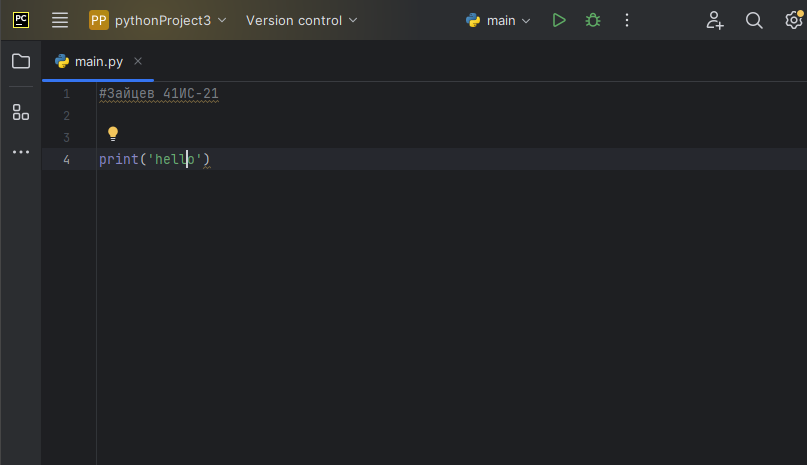 PC PP pythonProject3 Version control main
main.py
1 #Зайцев 41ИС-21
2
3
4 print('hello')